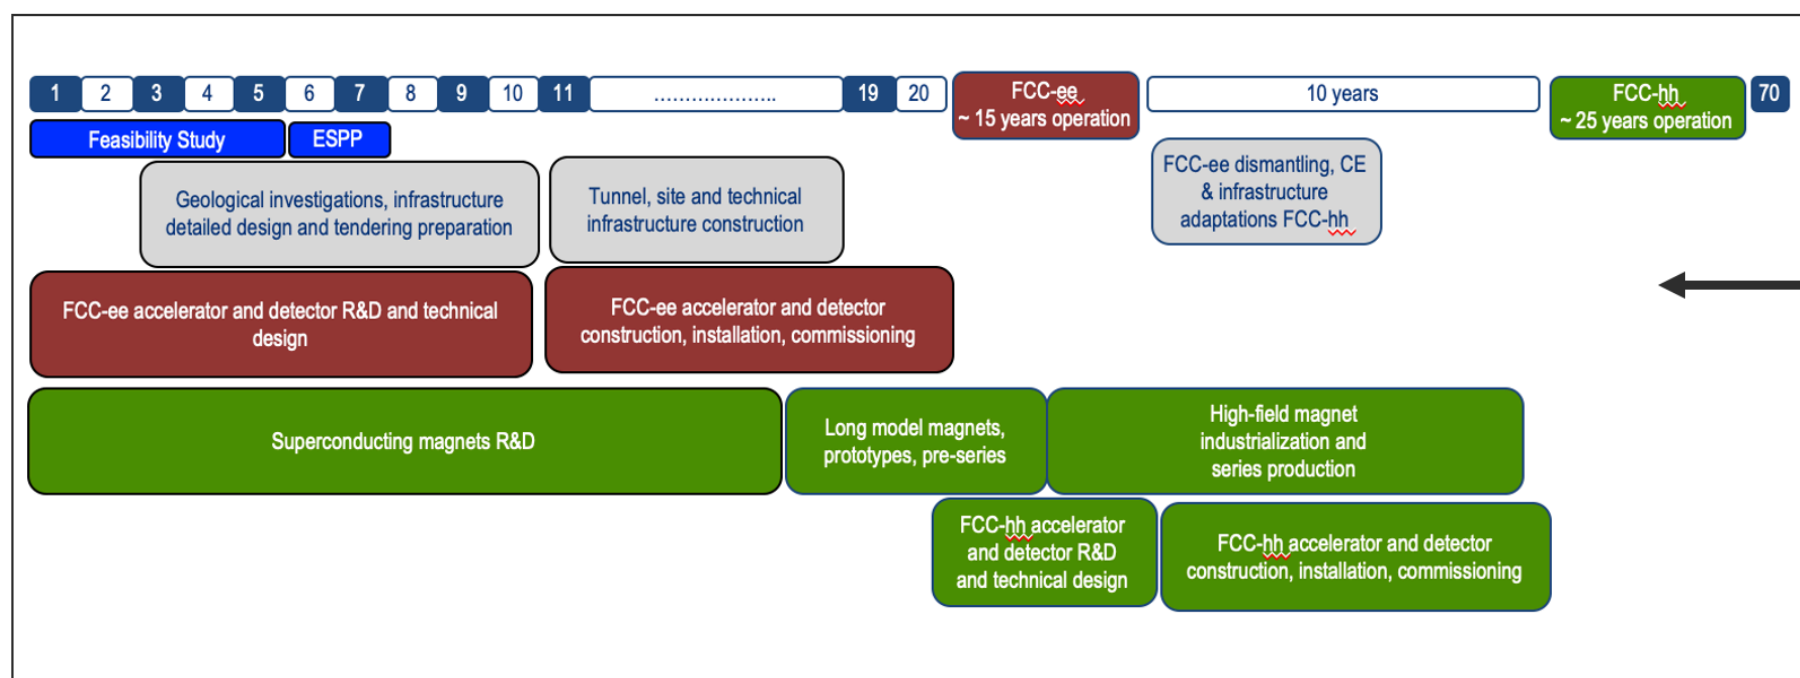 1 2 3 4 5 6 7 8 9 10 11 ...................... 19 20
FCC-ee
~ 15 years operation
10 years
FCC-hh
~ 25 years operation
70
Feasibility Study
ESPP
Geological investigations, infrastructure
detailed design and tendering preparation
Tunnel, site and technical
infrastructure construction
FCC-ee dismantling, CE
& infrastructure
adaptations FCC-hh
FCC-ee accelerator and detector R&D and technical
design
FCC-ee accelerator and detector
construction, installation, commissioning
Superconducting magnets R&D
Long model magnets,
prototypes, pre-series
High-field magnet
industrialization and
series production
FCC-hh accelerator
and detector R&D
and technical design
FCC-hh accelerator and detector
construction, installation, commissioning